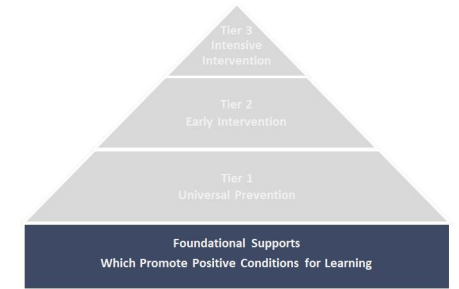 Tier 3
Intensive
Intervention
Tier 2
Early Intervention
Tier 1
Universal Prevention
Foundational Supports
Which Promote Positive Conditions for Learning